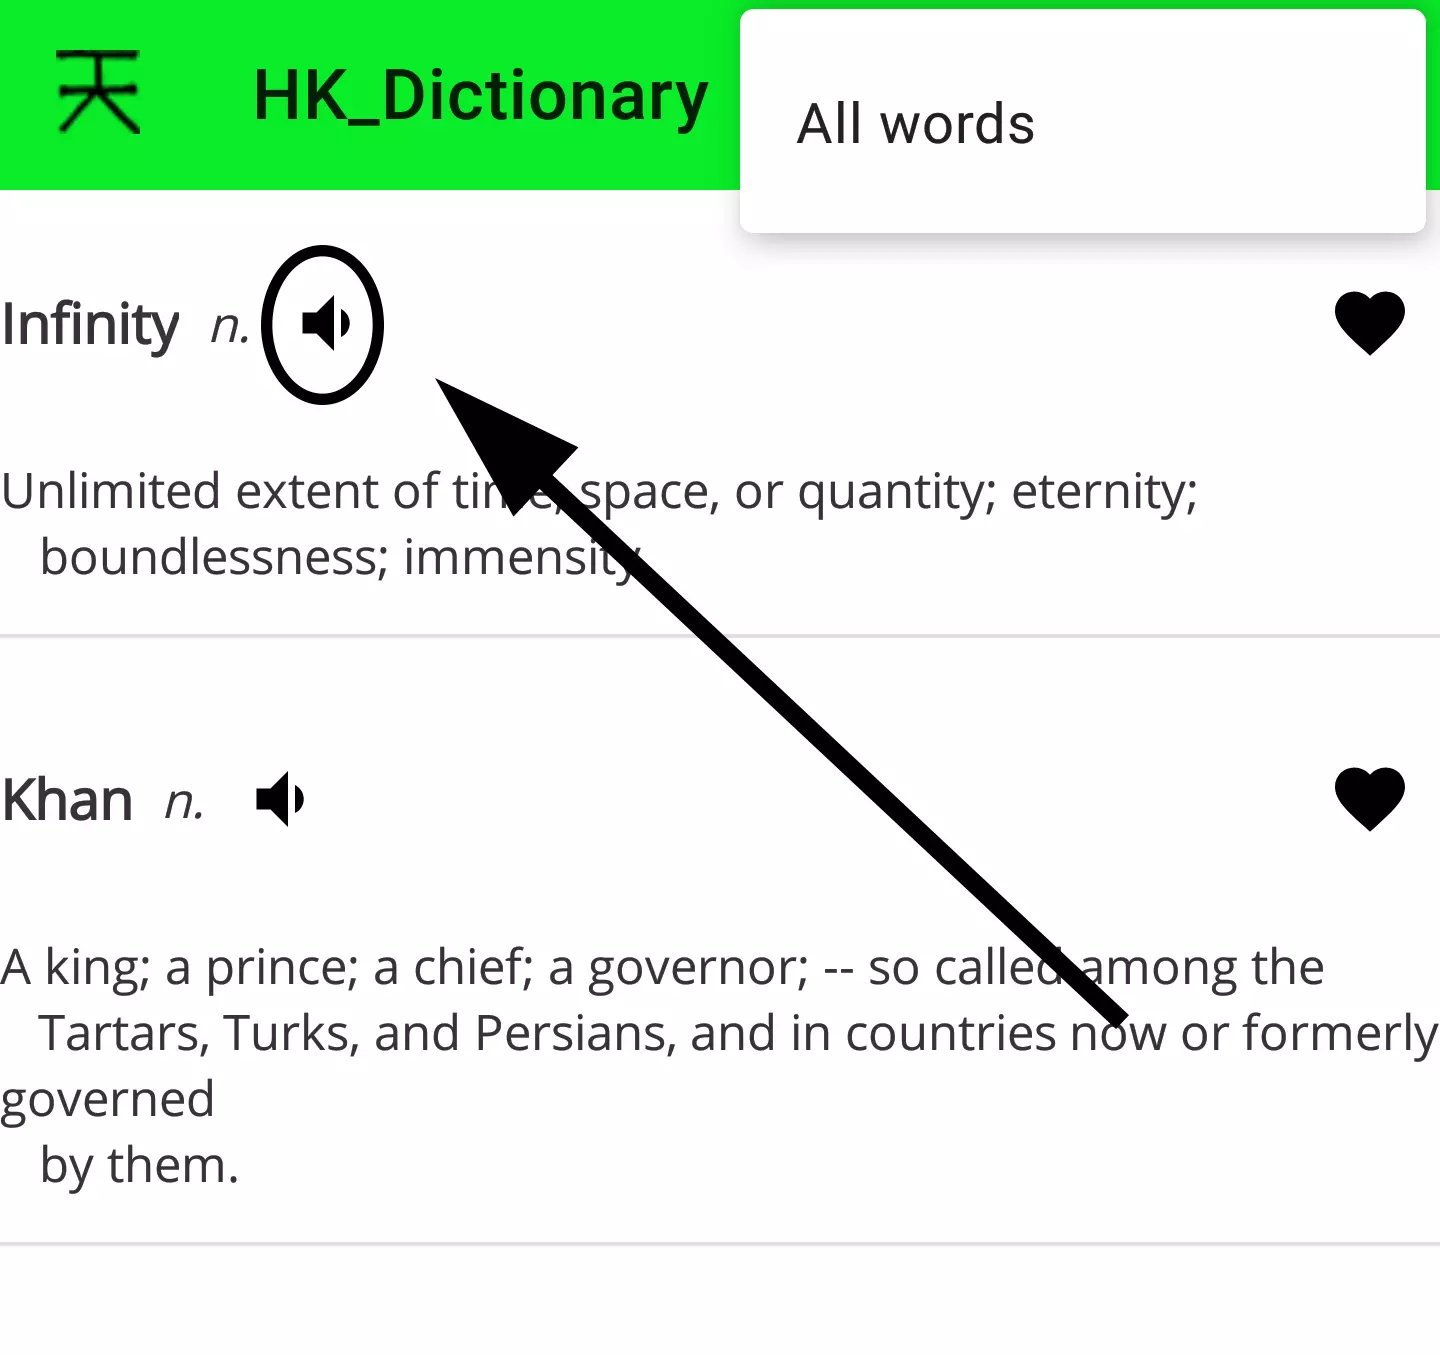 天 HK_Dictionary
All words
Infinity n.
Unlimited extent of time, space, or quantity; eternity;
boundlessness; immensity.
Khan n.
A king; a prince; a chief; a governor; -- so called among the
Tartars, Turks, and Persians, and in countries now or formerly
governed
by them.